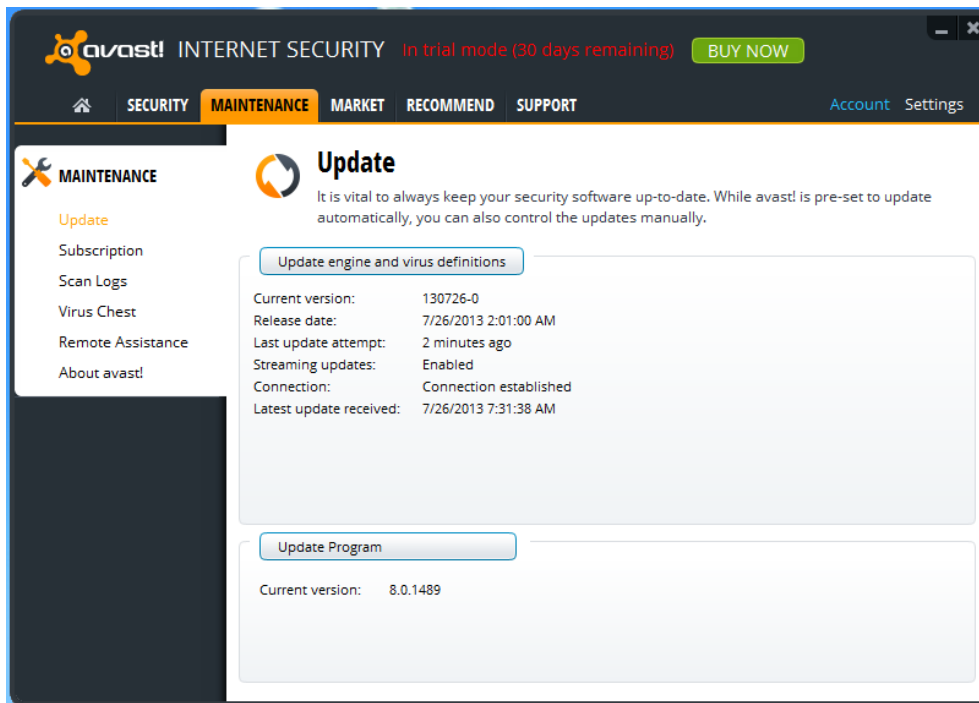 avast! INTERNET SECURITY In trial mode (30 days remaining) BUY NOW
SECURITY MAINTENANCE MARKET RECOMMEND SUPPORT Account Settings
MAINTENANCE
Update
Subscription
Scan Logs
Virus Chest
Remote Assistance
About avast!
Update
It is vital to always keep your security software up-to-date. While avast! is pre-set to update
automatically, you can also control the updates manually.
Update engine and virus definitions
Current version: 130726-0
Release date: 7/26/2013 2:01:00 AM
Last update attempt: 2 minutes ago
Streaming updates: Enabled
Connection: Connection established
Latest update received: 7/26/2013 7:31:38 AM
Update Program
Current version: 8.0.1489